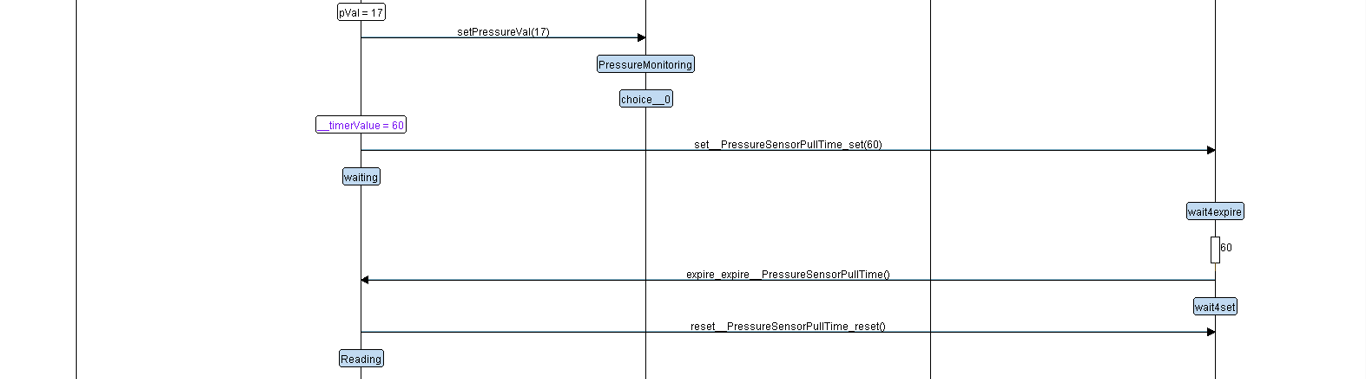 pVal = 17
setPressureVal(17)
PressureMonitoring
choice__0
__timerValue = 60
set__PressureSensorPullTime_set(60)
waiting
wait4expire
60
expire_expire__PressureSensorPullTime()
wait4set
reset__PressureSensorPullTime_reset()
Reading